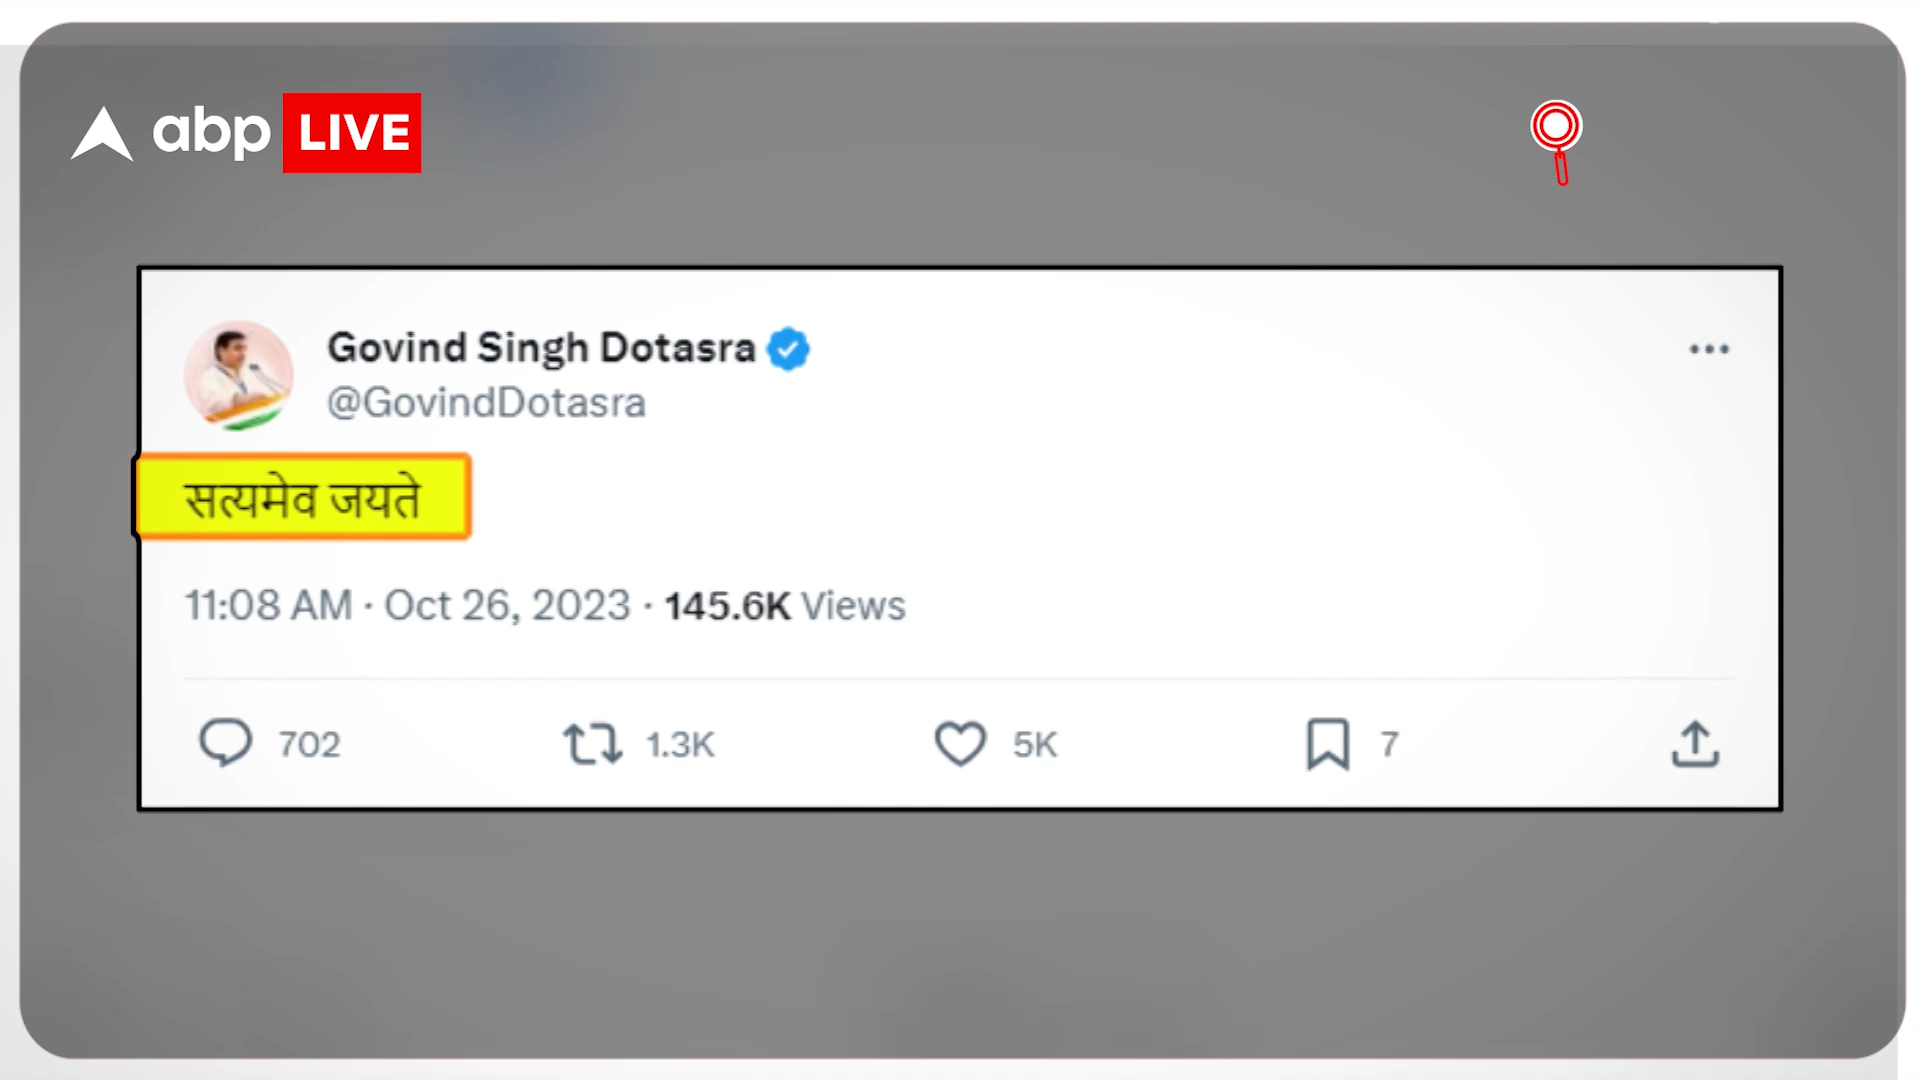 abp LIVE
Govind Singh Dotasra
@GovindDotasra
सत्यमेव जयते
11:08 AM · Oct 26, 2023 · 145.6K Views
702 1.3K 5K 7